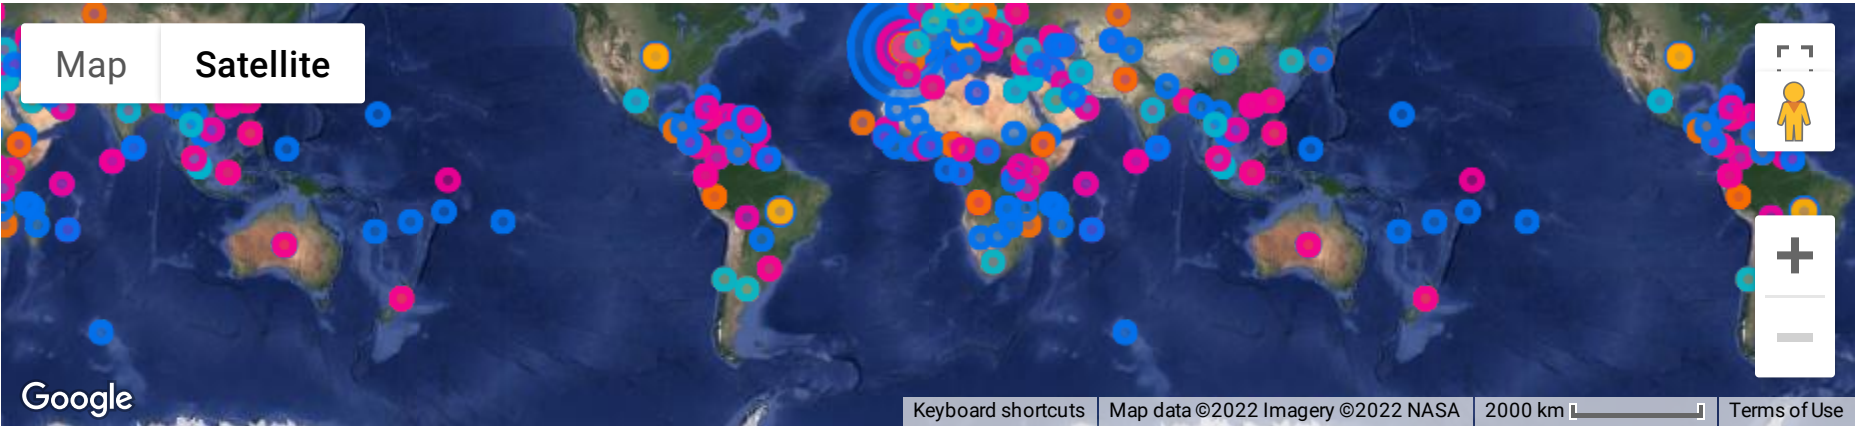 Map
Satellite
Google
Keyboard shortcuts
Map data ©2022 Imagery ©2022 NASA
2000 km
Terms of Use